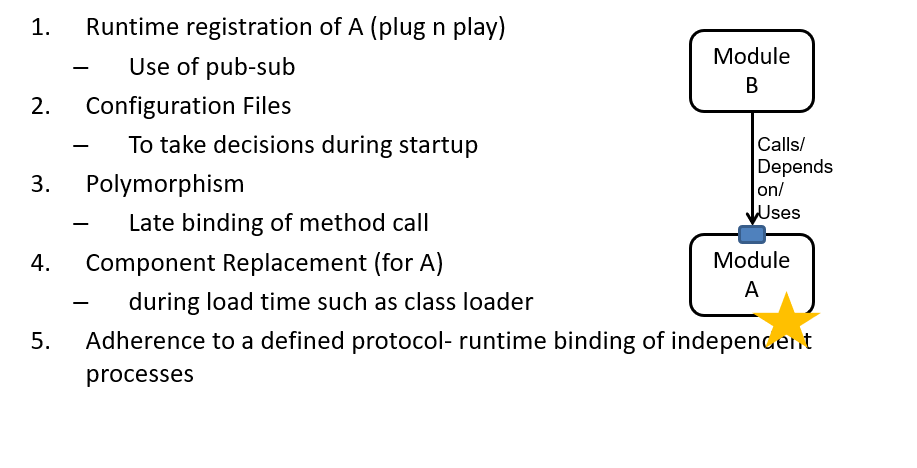 1. Runtime registration of A (plug n play)
– Use of pub-sub
2. Configuration Files
– To take decisions during startup
3. Polymorphism
– Late binding of method call
4. Component Replacement (for A)
– during load time such as class loader
5. Adherence to a defined protocol- runtime binding of independent
processes
Module
B
Calls/
Depends
on/
Uses
Module
A